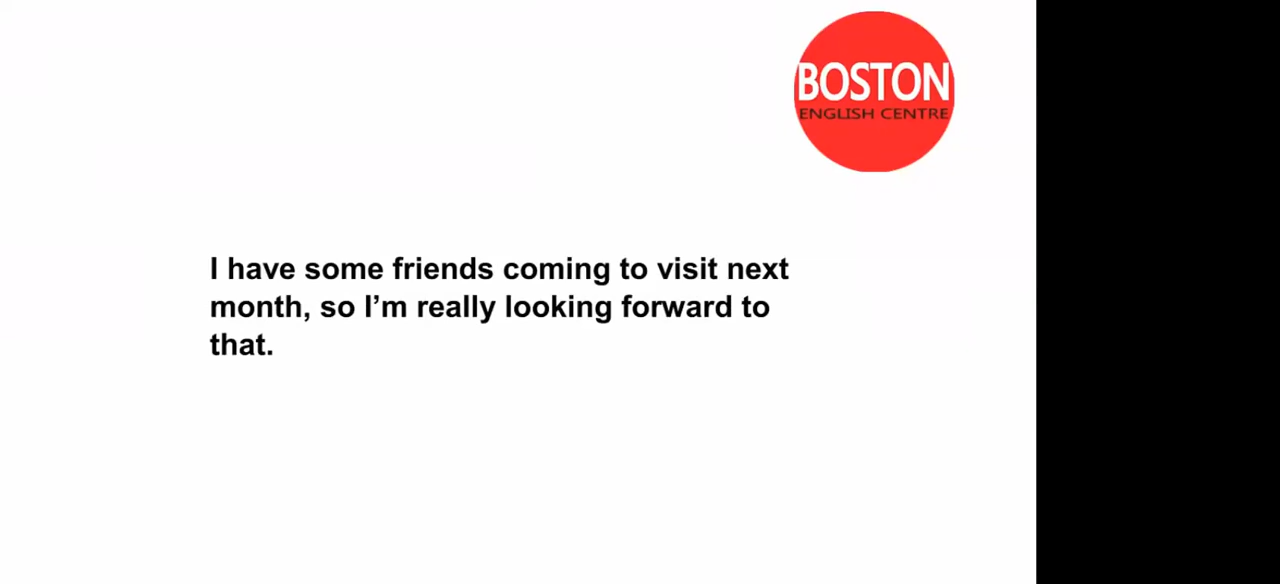 BOSTON
ENGLISH CENTRE
I have some friends coming to visit next
month, so I’m really looking forward to
that.